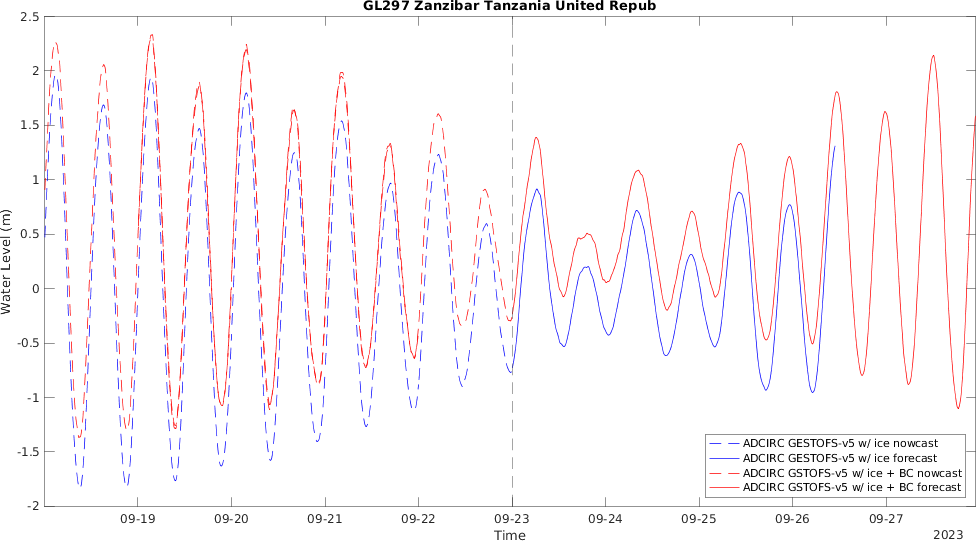 GL297 Zanzibar Tanzania United Repub
2.5
2
1.5
1
0.5
0
-0.5
-1
-1.5
-2
Water Level (m)
ADCIRC GESTOFS-v5 w/ ice nowcast
ADCIRC GESTOFS-v5 w/ ice forecast
ADCIRC GSTOFS-v5 w/ ice + BC nowcast
ADCIRC GSTOFS-v5 w/ ice + BC forecast
09-19 09-20 09-21 09-22 09-23 09-24 09-25 09-26 09-27
Time
2023